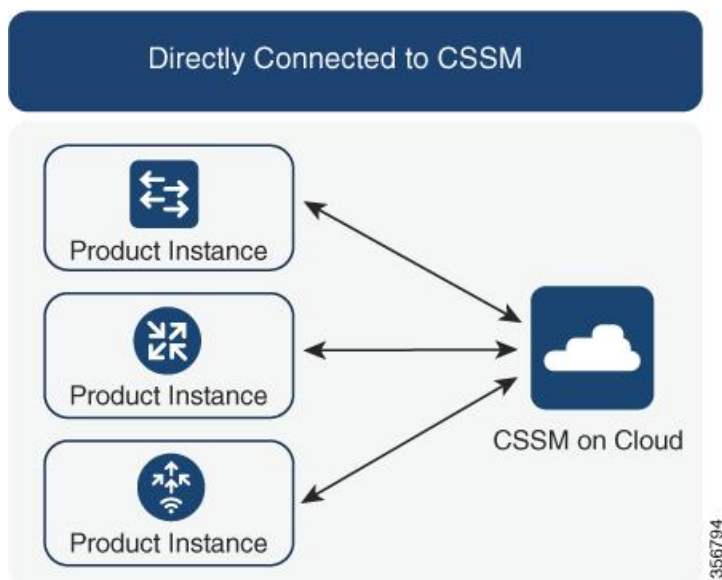 Directly Connected to CSSM
Product Instance
Product Instance
Product Instance
CSSM on Cloud
356794